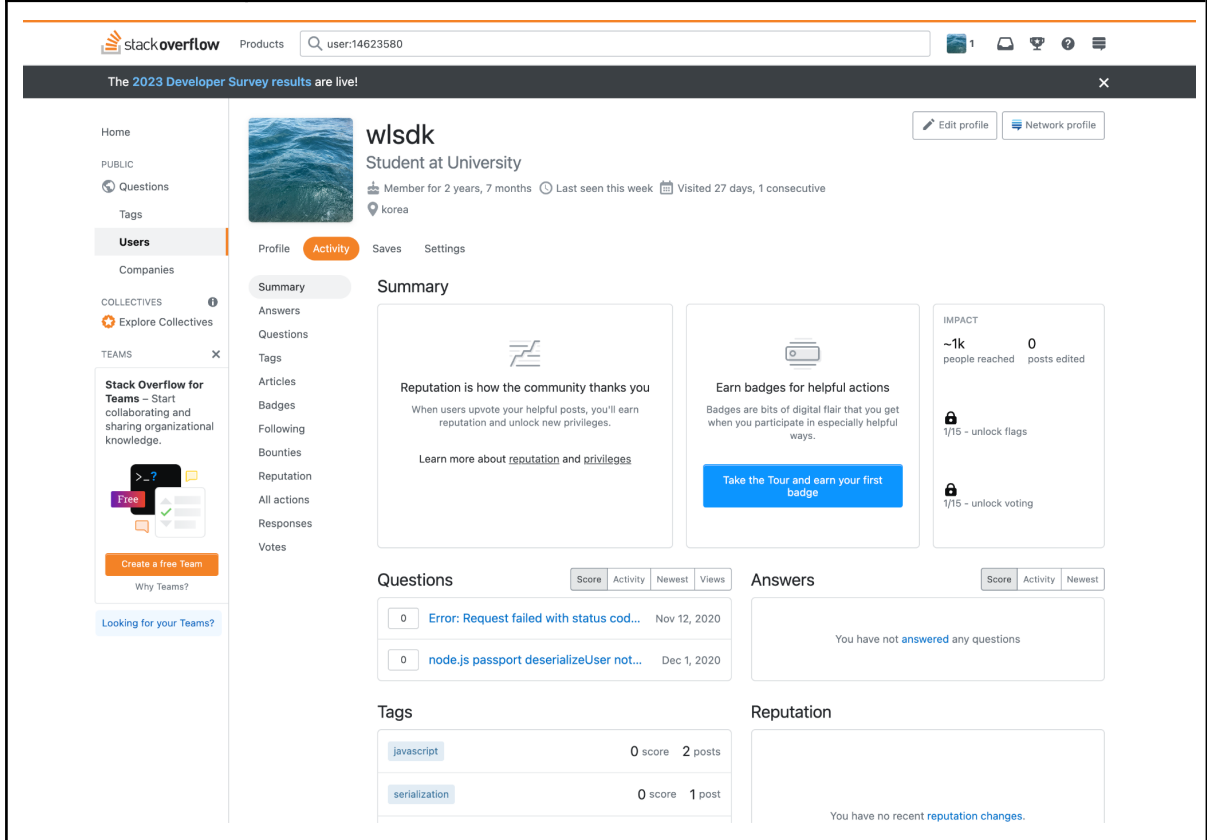 stack overflow Products user:14623580 1
The 2023 Developer Survey results are live!
Home
PUBLIC
Questions
Tags
Users
Companies
COLLECTIVES
Explore Collectives
TEAMS
Stack Overflow for
Teams – Start
collaborating and
sharing organizational
knowledge.
>_?
Free
Create a free Team
Why Teams?
Looking for your Teams?
wlsdk
Edit profile Network profile
Student at University
Member for 2 years, 7 months Last seen this week Visited 27 days, 1 consecutive
korea
Profile Activity Saves Settings
Summary
Answers
Questions
Tags
Articles
Badges
Following
Bounties
Reputation
All actions
Responses
Votes
Summary
Reputation is how the community thanks you
When users upvote your helpful posts, you'll earn
reputation and unlock new privileges.
Learn more about reputation and privileges
Earn badges for helpful actions
Badges are bits of digital flair that you get
when you participate in especially helpful
ways.
Take the Tour and earn your first
badge
IMPACT
~1k 0
people reached posts edited
1/15 - unlock flags
1/15 - unlock voting
Questions Score Activity Newest Views
0 Error: Request failed with status cod... Nov 12, 2020
0 node.js passport deserializeUser not... Dec 1, 2020
Answers Score Activity Newest
You have not answered any questions
Tags
javascript 0 score 2 posts
serialization 0 score 1 post
Reputation
You have no recent reputation changes.